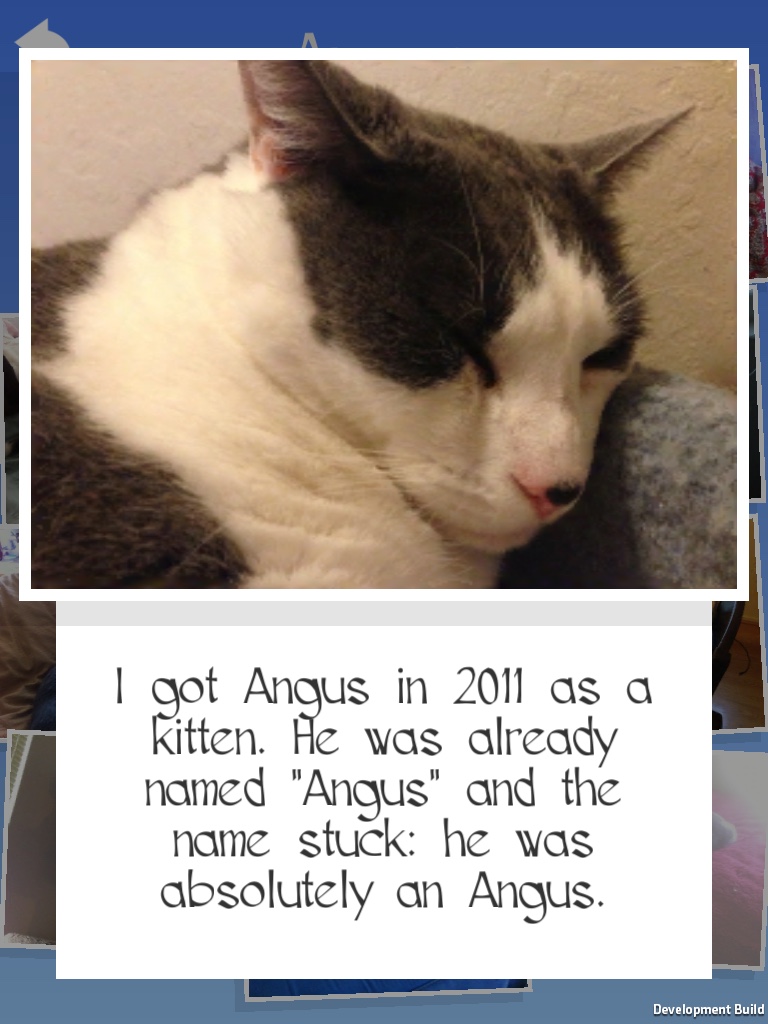 I got Angus in 2011 as a
kitten. He was already
named "Angus" and the
name stuck: he was
absolutely an Angus.
Development Build